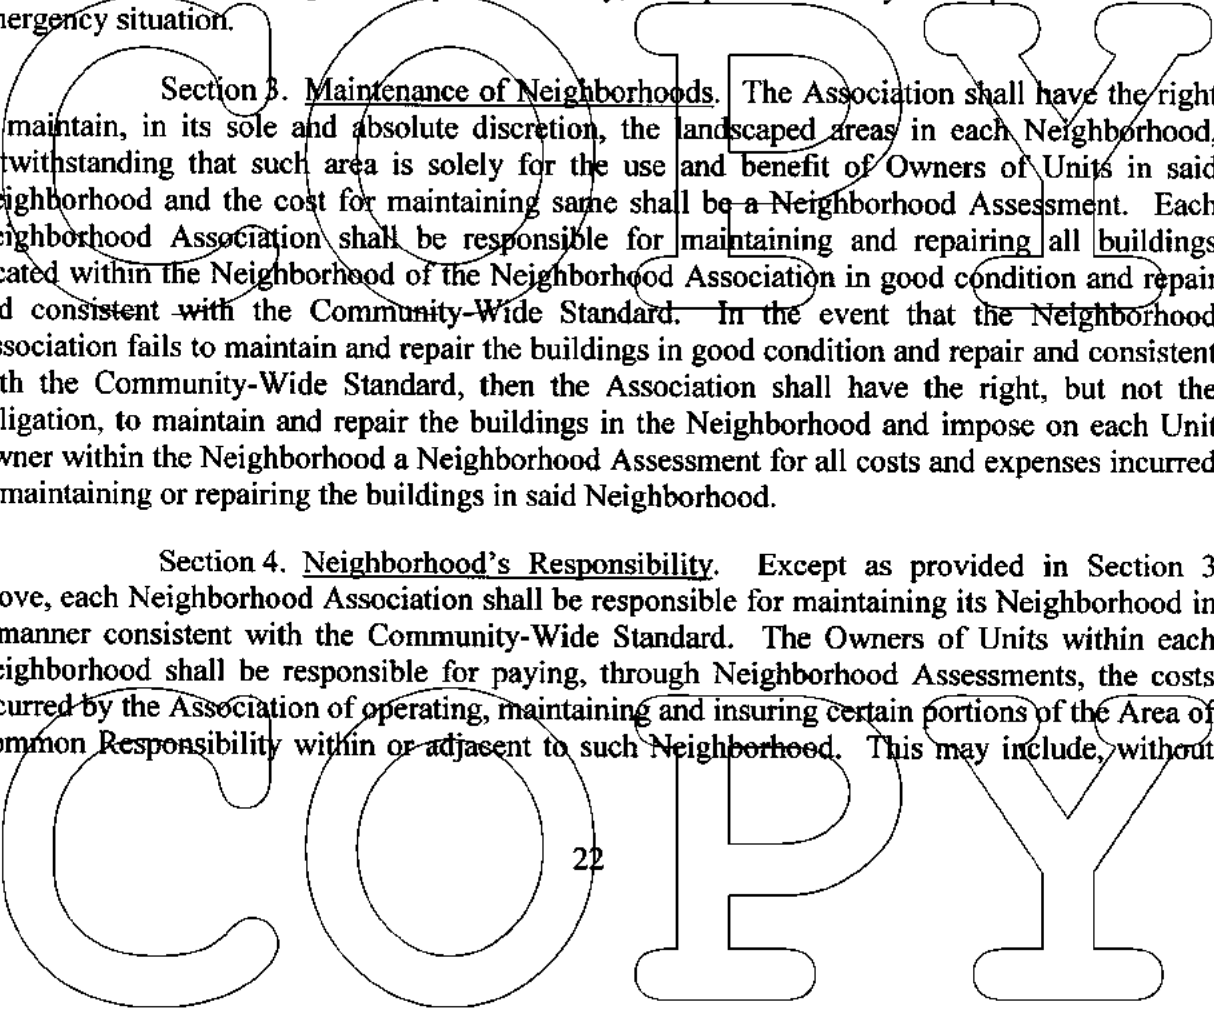 nergency situation.
Section 3. Maintenance of Neighborhoods. The Association shall have the right
maintain, in its sole and absolute discretion, the landscaped areas in each Neighborhood,
twithstanding that such area is solely for the use and benefit of Owners of Units in said
ighborhood and the cost for maintaining same shall be a Neighborhood Assessment. Each
ighborhood Association shall be responsible for maintaining and repairing all buildings
cated within the Neighborhood of the Neighborhood Association in good condition and repair
d consistent with the Community-Wide Standard. In the event that the Neighborhood
ssociation fails to maintain and repair the buildings in good condition and repair and consistent
th the Community-Wide Standard, then the Association shall have the right, but not the
ligation, to maintain and repair the buildings in the Neighborhood and impose on each Unit
wner within the Neighborhood a Neighborhood Assessment for all costs and expenses incurred
maintaining or repairing the buildings in said Neighborhood.
Section 4. Neighborhood's Responsibility. Except as provided in Section 3
ove, each Neighborhood Association shall be responsible for maintaining its Neighborhood in
manner consistent with the Community-Wide Standard. The Owners of Units within each
eighborhood shall be responsible for paying, through Neighborhood Assessments, the costs
curred by the Association of operating, maintaining and insuring certain portions of the Area of
ommon Responsibility within or adjacent to such Neighborhood. This may include, without
22
COPY
COPY